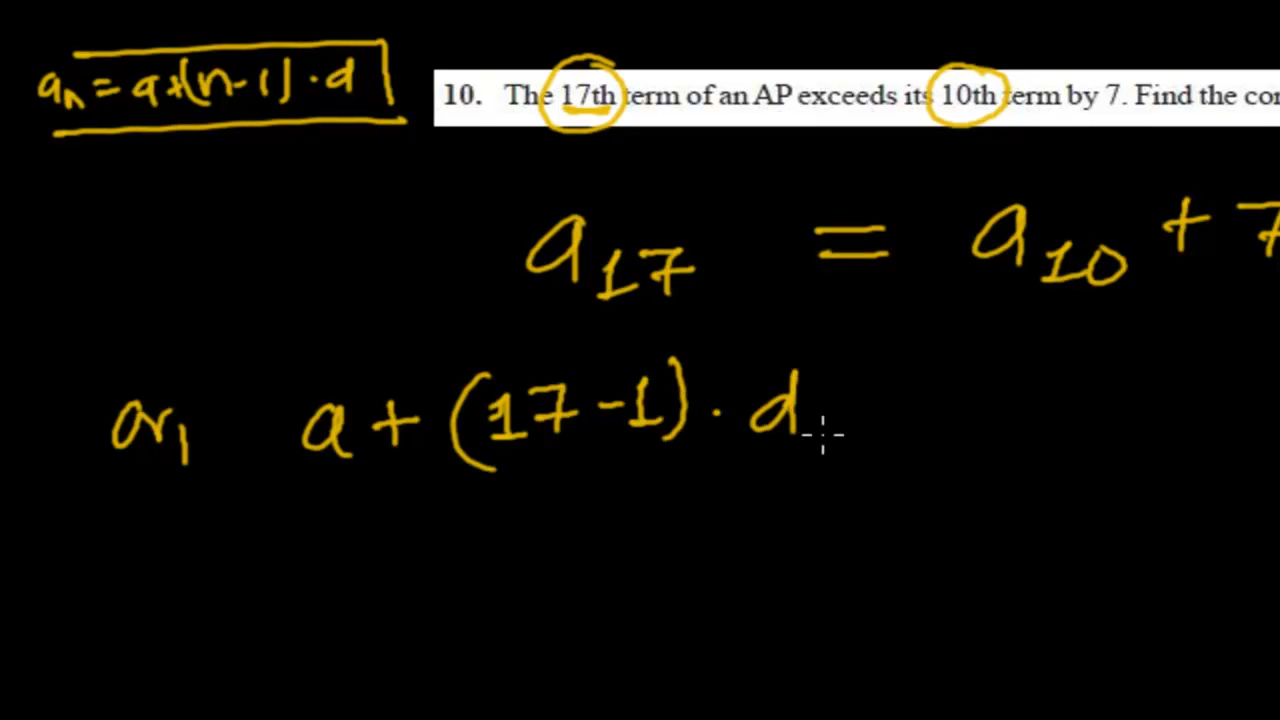 aₙ = a+(n-1)·d
10. The 17th term of an AP exceeds its 10th term by 7. Find the
a₁₇ = a₁₀ + 7
or, a + (17-1)·d